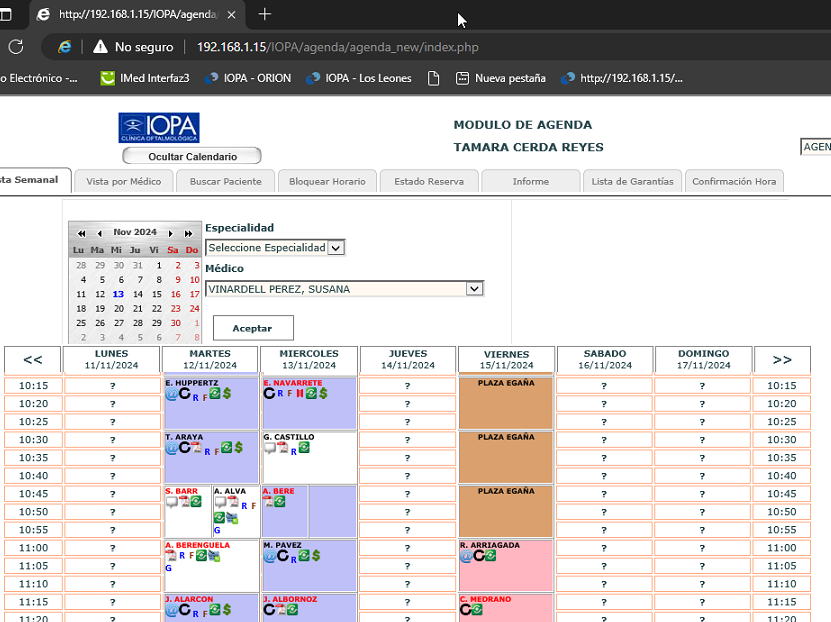 http://192.168.1.15/IOPA/agenda/
No seguro 192.168.1.15/IOPA/agenda/agenda_new/index.php
o Electrónico -... IMed Interfaz3 IOPA - ORION IOPA - Los Leones Nueva pestaña http://192.168.1.15/...
IOPA
CLÍNICA OFTALMOLÓGICA
Ocultar Calendario
MODULO DE AGENDA
TAMARA CERDA REYES
AGEN
sta Semanal Vista por Médico Buscar Paciente Bloquear Horario Estado Reserva Informe Lista de Garantías Confirmación Hora
Nov 2024
Lu Ma Mi Ju Vi Sa Do
28 29 30 31 1 2 3
4 5 6 7 8 9 10
11 12 13 14 15 16 17
18 19 20 21 22 23 24
25 26 27 28 29 30 1
2 3 4 5 6 7 8
Especialidad
Seleccione Especialidad
Médico
VINARDELL PEREZ, SUSANA
Aceptar
<< LUNES MARTES MIERCOLES JUEVES VIERNES SABADO DOMINGO >>
11/11/2024 12/11/2024 13/11/2024 14/11/2024 15/11/2024 16/11/2024 17/11/2024
10:15 ? E. HUPPERTZ E. NAVARRETE ? PLAZA EGAÑA ? ? 10:15
R F $ R F $
10:20 ? ? ? ? 10:20
10:25 ? ? ? ? 10:25
10:30 ? T. ARAYA G. CASTILLO ? PLAZA EGAÑA ? ? 10:30
R F $ R
10:35 ? ? ? ? 10:35
10:40 ? ? ? ? 10:40
10:45 ? S. BARR A. ALVA A. BERE ? PLAZA EGAÑA ? ? 10:45
R F
10:50 ? ? ? ? 10:50
G
10:55 ? ? ? ? 10:55
11:00 ? A. BERENGUELA M. PAVEZ ? R. ARRIAGADA ? ? 11:00
R F R $
11:05 ? ? ? ? 11:05
G
11:10 ? ? ? ? 11:10
11:15 ? J. ALARCON J. ALBORNOZ ? C. MEDRANO ? ? 11:15
R F $
11:20 ? ? ? ? 11:20